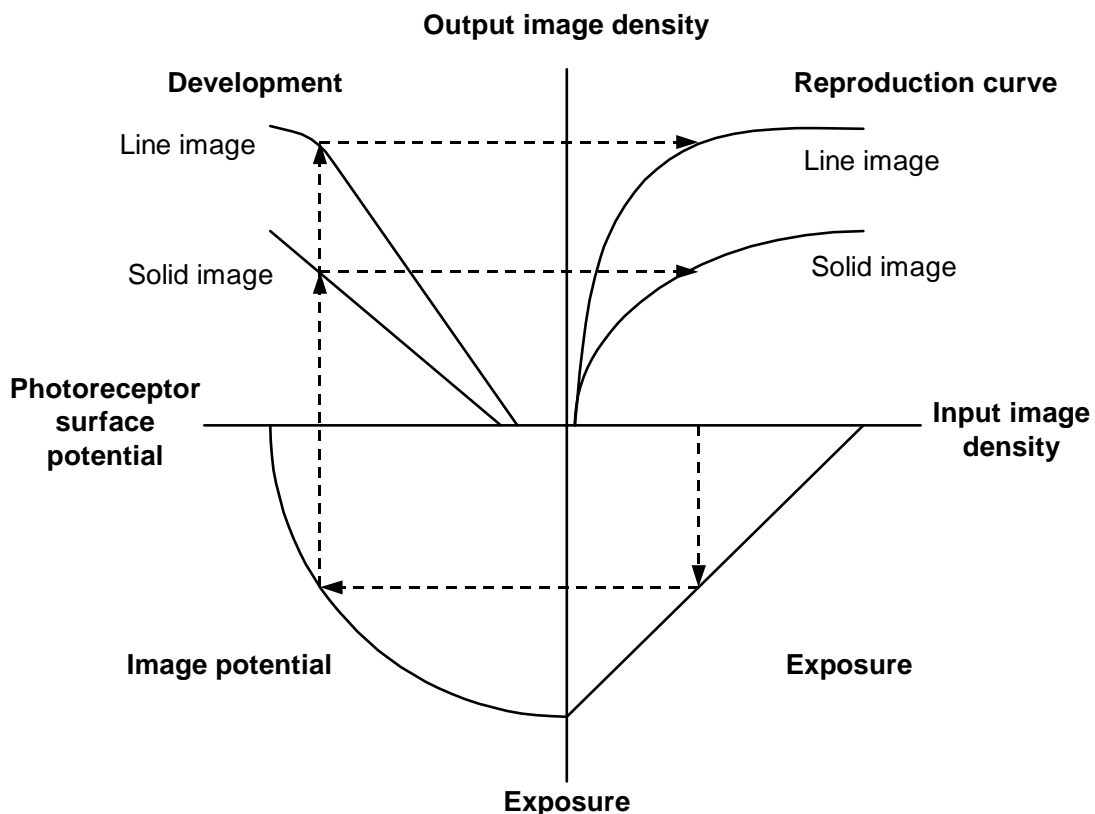 Output image density
Development
Reproduction curve
Line image
Line image
Solid image
Solid image
Photoreceptor
surface
potential
Input image
density
Image potential
Exposure
Exposure